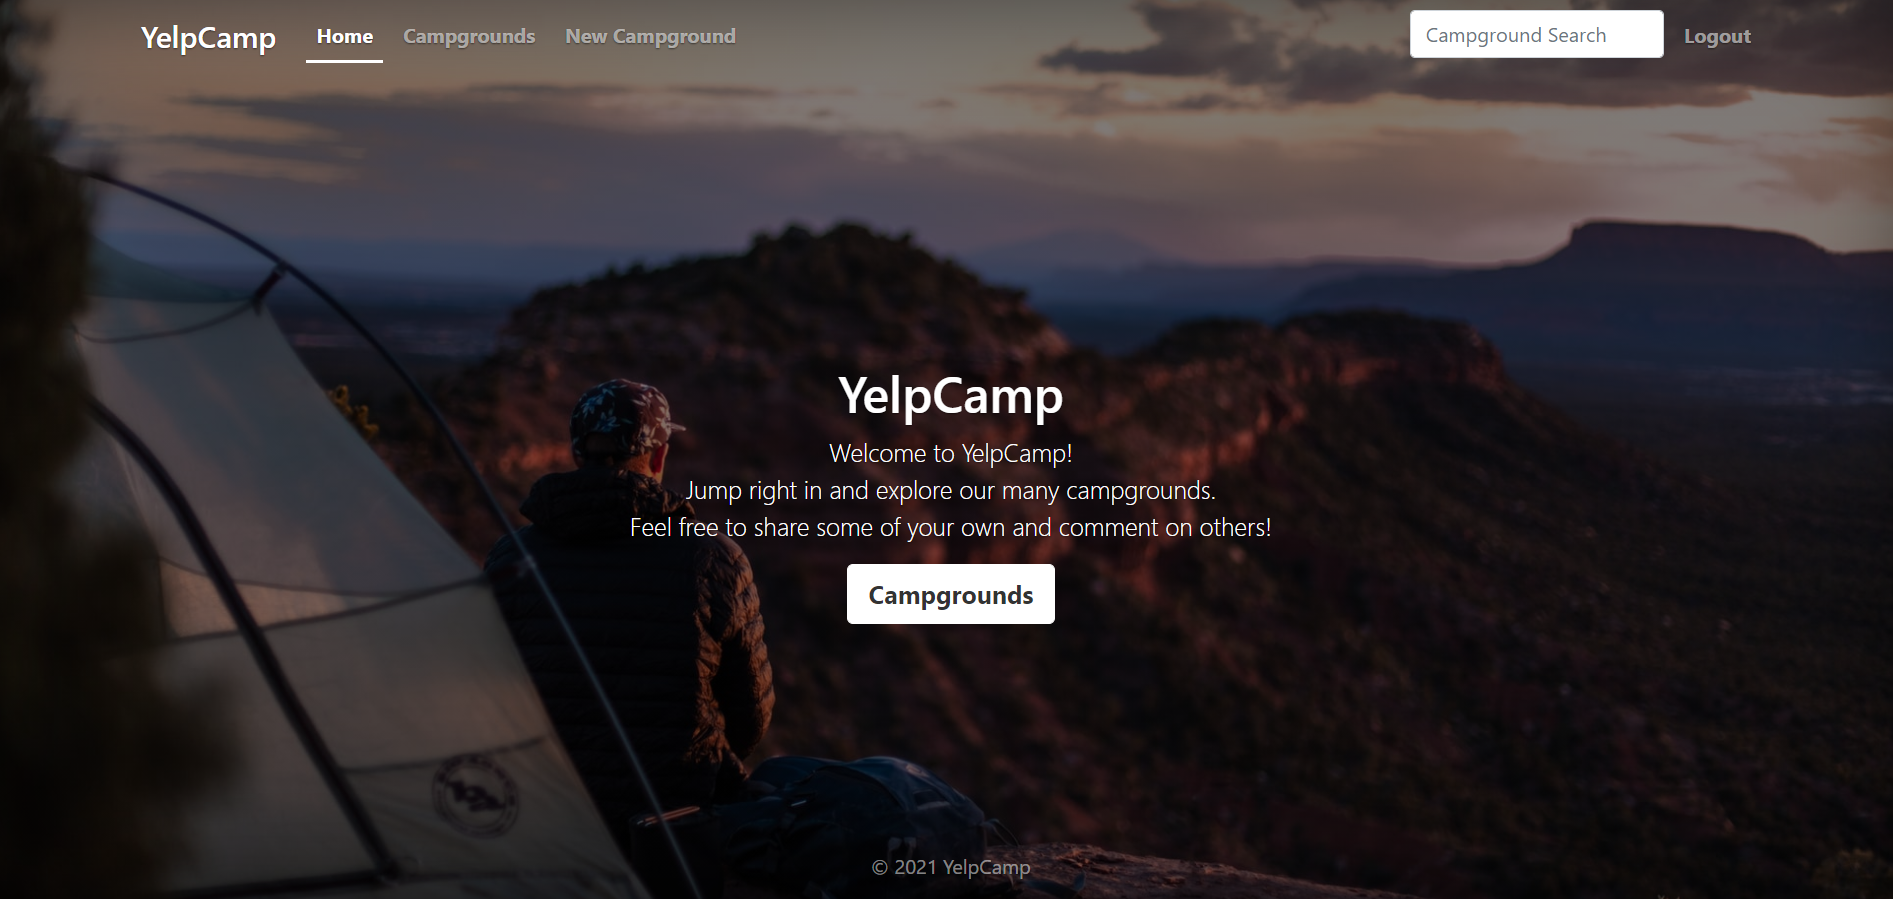 YelpCamp Home Campgrounds New Campground Campground Search Logout
YelpCamp
Welcome to YelpCamp!
Jump right in and explore our many campgrounds.
Feel free to share some of your own and comment on others!
Campgrounds
© 2021 YelpCamp